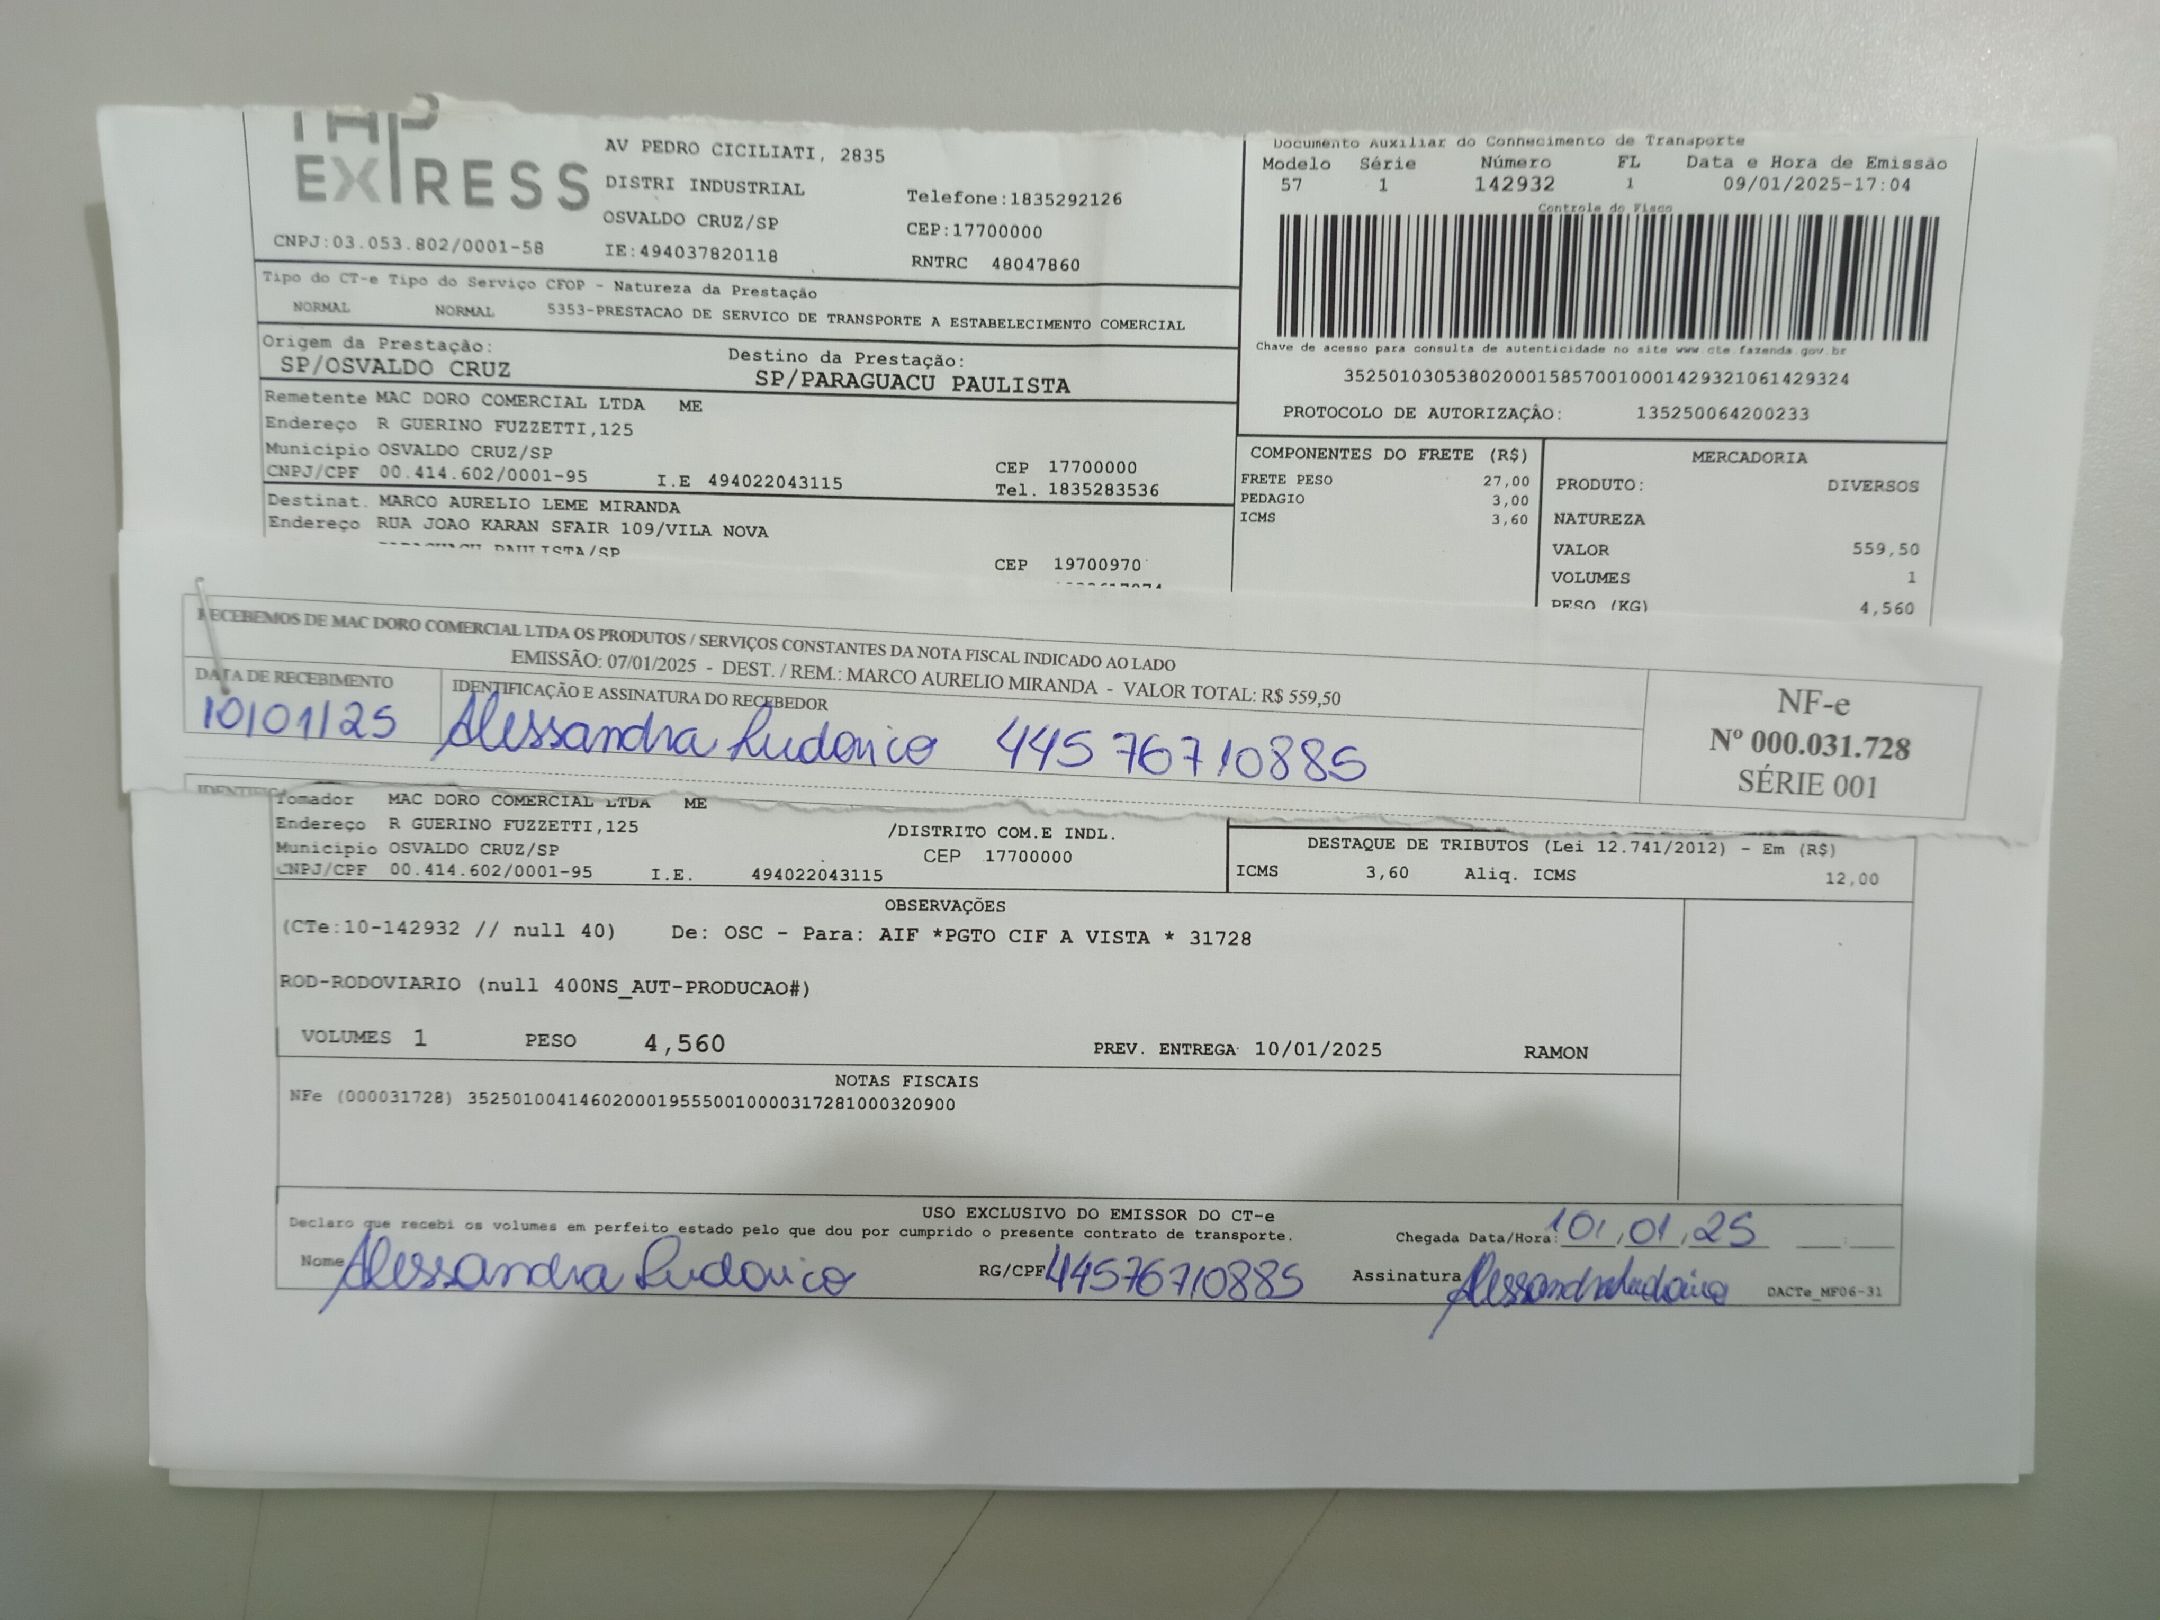 EXPRESS
CNPJ:03.053.802/0001-58
AV PEDRO CICILIATI, 2835
DISTRI INDUSTRIAL
OSVALDO CRUZ/SP
IE:494037820118
Telefone:1835292126
CEP:17700000
RNTRC 48047860
Documento Auxiliar do Conhecimento de Transporte
Modelo Série Número FL Data e Hora de Emissão
57 1 142932 1 09/01/2025-17:04
Controle do Fisco
Chave de acesso para consulta de autenticidade no site www.cte.fazenda.gov.br
35250103053802000158570010001429321061429324
PROTOCOLO DE AUTORIZAÇÃO: 135250064200233
Tipo do CT-e Tipo do Serviço CFOP - Natureza da Prestação
NORMAL NORMAL 5353-PRESTACAO DE SERVICO DE TRANSPORTE A ESTABELECIMENTO COMERCIAL
Origem da Prestação: Destino da Prestação:
SP/OSVALDO CRUZ SP/PARAGUACU PAULISTA
Remetente MAC DORO COMERCIAL LTDA ME
Endereço R GUERINO FUZZETTI,125
Municipio OSVALDO CRUZ/SP CEP 17700000
CNPJ/CPF 00.414.602/0001-95 I.E 494022043115 Tel. 1835283536
Destinat. MARCO AURELIO LEME MIRANDA
Endereço RUA JOAO KARAN SFAIR 109/VILA NOVA
PAULISTA/SP CEP 19700970
COMPONENTES DO FRETE (R$)
FRETE PESO 27,00
PEDAGIO 3,00
ICMS 3,60
MERCADORIA
PRODUTO: DIVERSOS
NATUREZA
VALOR 559,50
VOLUMES 1
PESO (KG) 4,560
RECEBEMOS DE MAC DORO COMERCIAL LTDA OS PRODUTOS / SERVIÇOS CONSTANTES DA NOTA FISCAL INDICADO AO LADO
EMISSÃO: 07/01/2025 - DEST. / REM.: MARCO AURELIO MIRANDA - VALOR TOTAL: R$ 559,50
DATA DE RECEBIMENTO IDENTIFICAÇÃO E ASSINATURA DO RECEBEDOR
10/01/25 Alessandra Ludovico 44576710885
NF-e
Nº 000.031.728
SÉRIE 001
Tomador MAC DORO COMERCIAL LTDA ME
Endereço R GUERINO FUZZETTI,125 /DISTRITO COM.E INDL.
Municipio OSVALDO CRUZ/SP CEP 17700000
CNPJ/CPF 00.414.602/0001-95 I.E. 494022043115
DESTAQUE DE TRIBUTOS (Lei 12.741/2012) - Em (R$)
ICMS 3,60 Aliq. ICMS 12,00
OBSERVAÇÕES
(CTe:10-142932 // null 40) De: OSC - Para: AIF *PGTO CIF A VISTA * 31728
ROD-RODOVIARIO (null 400NS_AUT-PRODUCAO#)
VOLUMES 1 PESO 4,560 PREV. ENTREGA 10/01/2025 RAMON
NOTAS FISCAIS
NFe (000031728) 35250100414602000195550010000317281000320900
USO EXCLUSIVO DO EMISSOR DO CT-e
Declaro que recebi os volumes em perfeito estado pelo que dou por cumprido o presente contrato de transporte.
Chegada Data/Hora: 10/01/25
Nome Alessandra Ludovico RG/CPF 44576710885 Assinatura Alessandra Ludovico DACTe_MF06-31